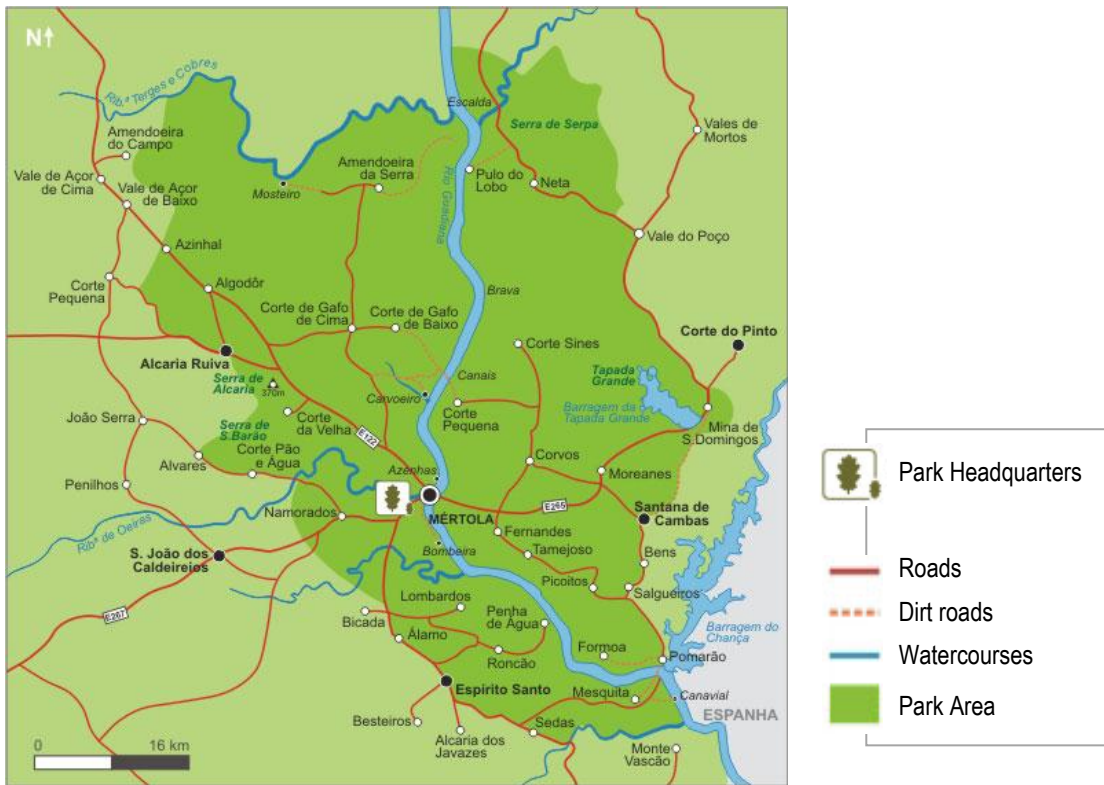 N
Rib.ª Terges e Cobres
Escalda
Serra de Serpa
Vales de
Mortos
Amendoeira
do Campo
Vale de Açor
de Cima
Vale de Açor
de Baixo
Mosteiro
Amendoeira
da Serra
Rio Guadiana
Pulo do
Lobo
Neta
Azinhal
Vale do Poço
Corte
Pequena
Algodôr
Brava
Corte de Gafo
de Cima
Corte de Gafo
de Baixo
Corte do Pinto
Corte Sines
Alcaria Ruiva
Serra de
Alcaria
370m
Canais
Tapada
Grande
Carvoeiro
Corte
Pequena
Barragem da
Tapada Grande
João Serra
Serra de
S.Barão
Corte
da Velha
E122
Mina de
S.Domingos
Alvares
Corte Pão
e Água
Azenhas
Corvos
Moreanes
Penilhos
Namorados
MÉRTOLA
E265
Santana de
Cambas
Ribª de Oeiras
Fernandes
S. João dos
Caldeireios
Bombeira
Tamejoso
Bens
Picoitos
Salgueiros
E267
Lombardos
Bicada
Penha
de Água
Barragem do
Chança
Álamo
Formoa
Roncão
Pomarão
Espirito Santo
Mesquita
Canavial
ESPANHA
Besteiros
Alcaria dos
Javazes
Sedas
Monte
Vascão
0 16 km
Park Headquarters
Roads
Dirt roads
Watercourses
Park Area